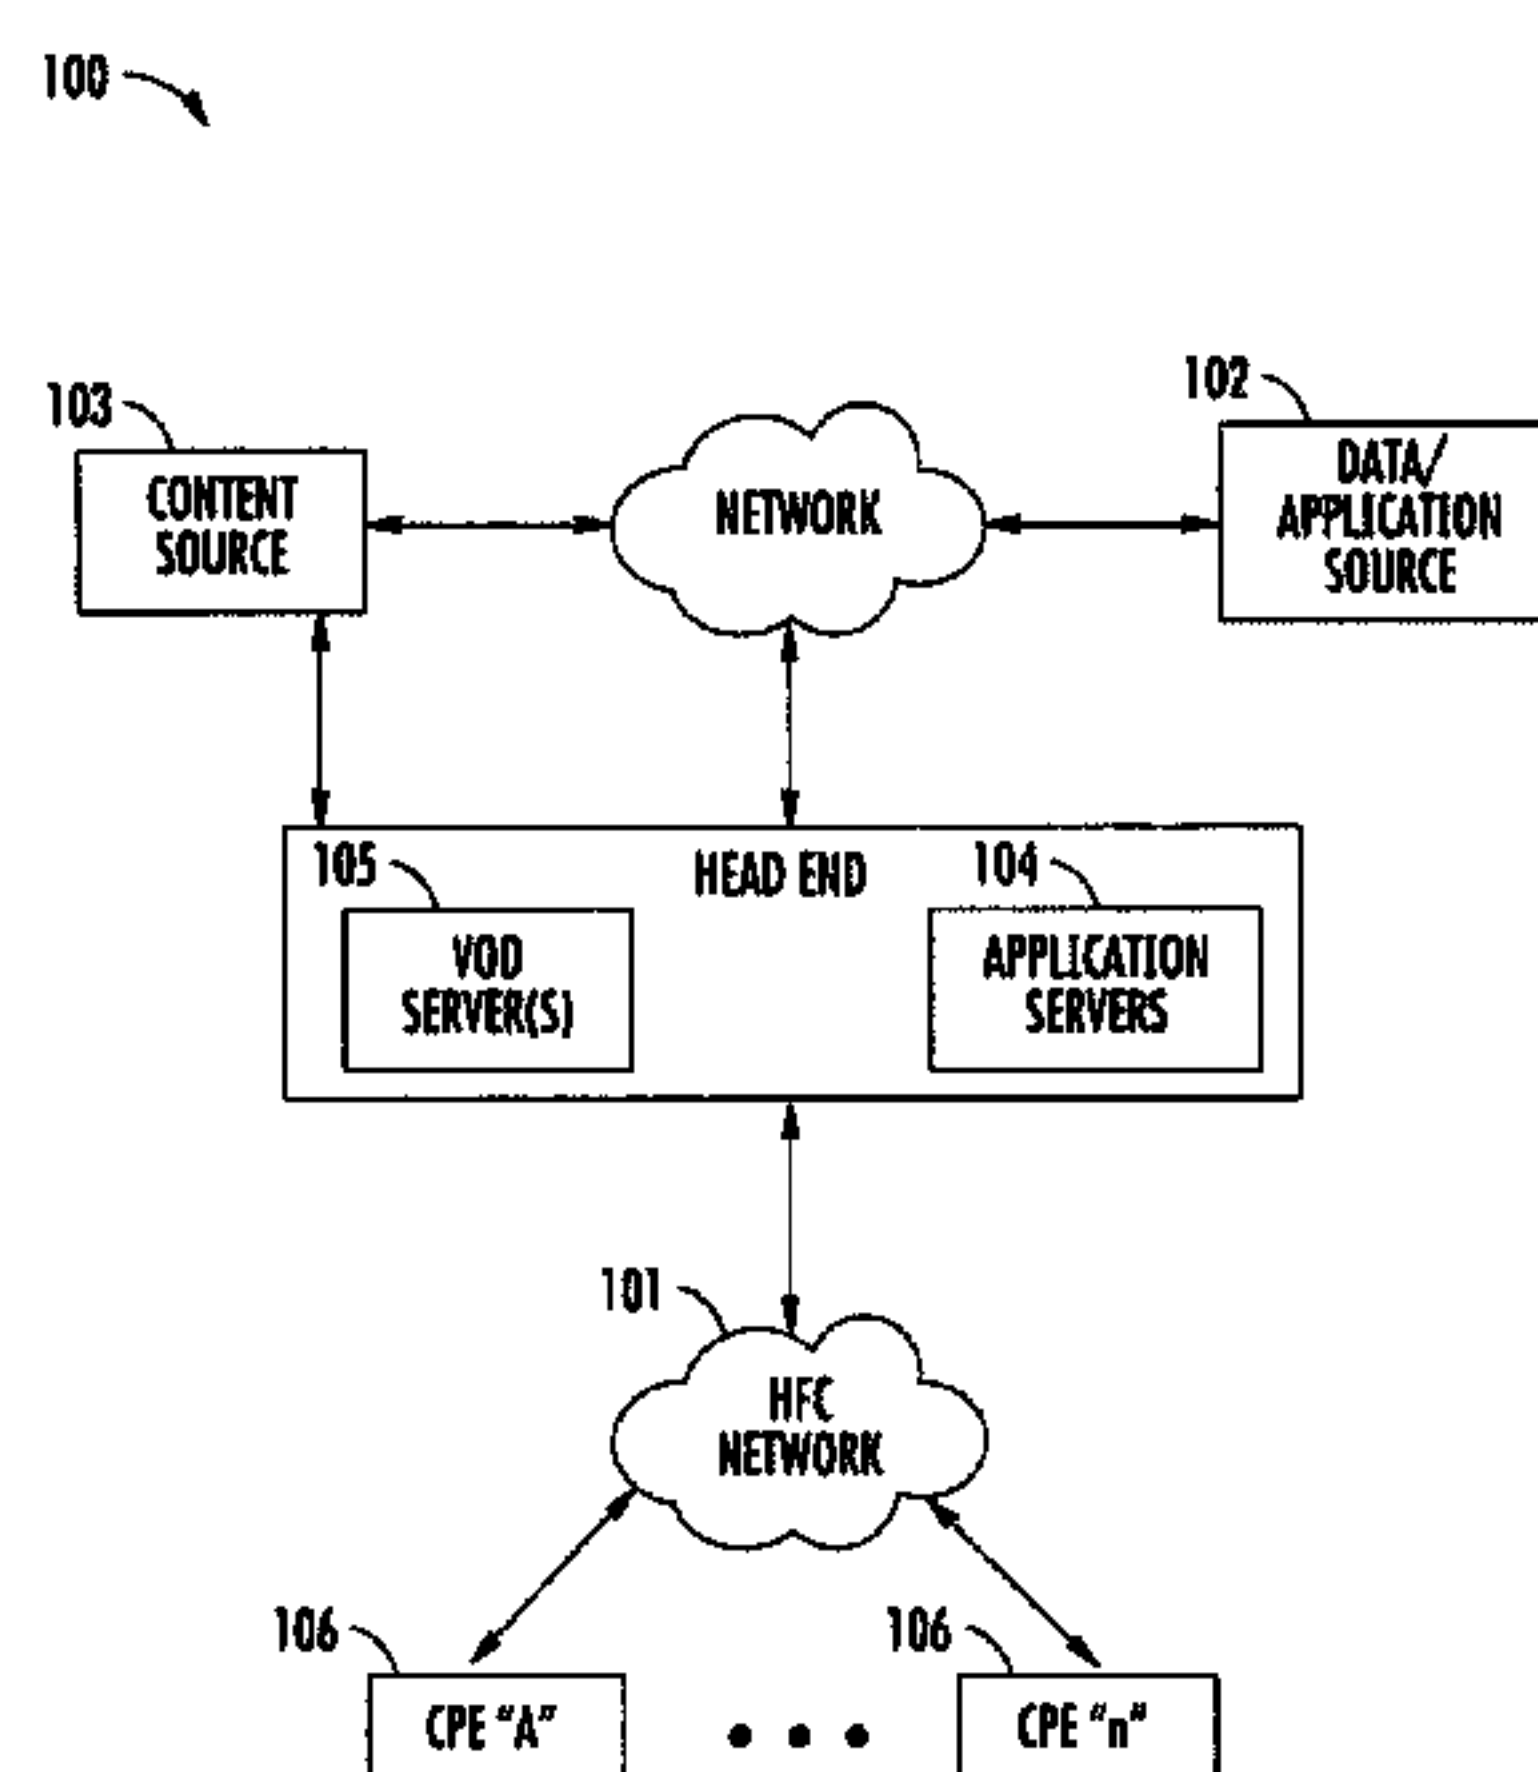 100
103
102
CONTENT
SOURCE
NETWORK
DATA/
APPLICATION
SOURCE
105
HEAD END
104
VOD
SERVER(S)
APPLICATION
SERVERS
101
HFC
NETWORK
106
106
CPE “A”
CPE “n”